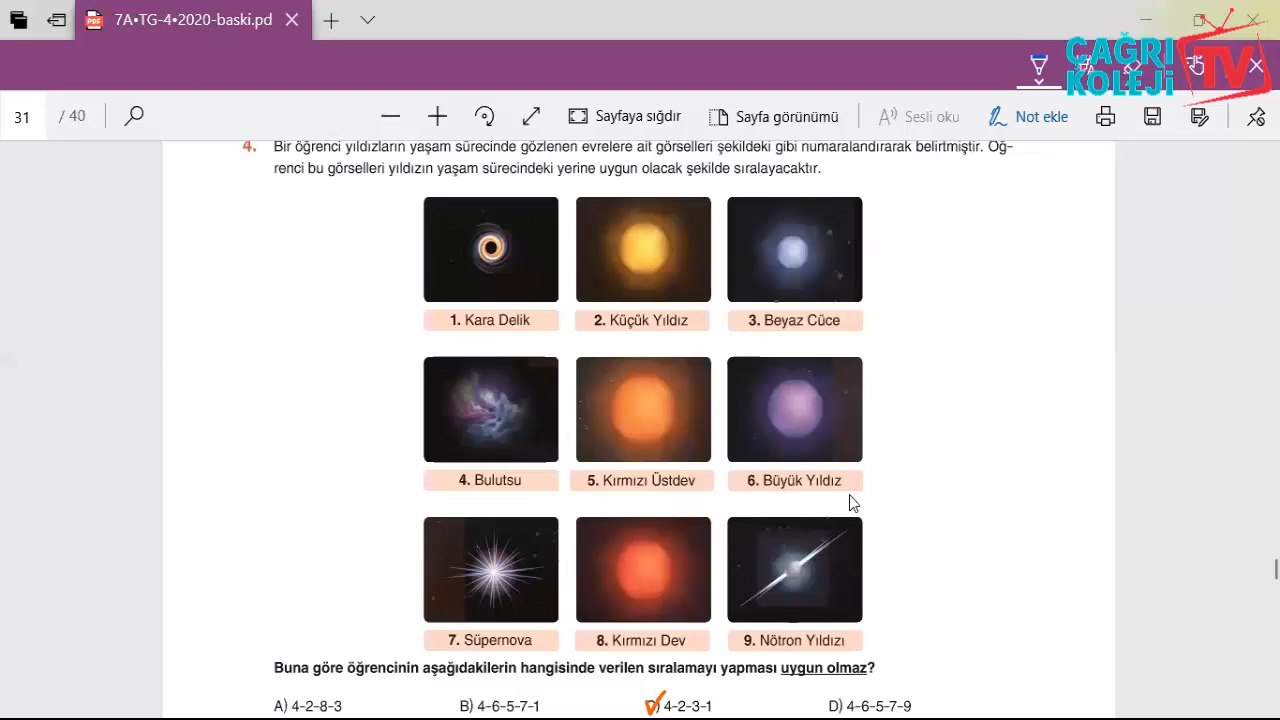 7A•TG-4•2020-baski.pd
ÇAĞRI
KOLEJİ
TV
31 / 40
Sayfaya sığdır
Sayfa görünümü
Sesli oku
Not ekle
4. Bir öğrenci yıldızların yaşam sürecinde gözlenen evrelere ait görselleri şekildeki gibi numaralandırarak belirtmiştir. Öğ-
renci bu görselleri yıldızın yaşam sürecindeki yerine uygun olacak şekilde sıralayacaktır.
1. Kara Delik
2. Küçük Yıldız
3. Beyaz Cüce
4. Bulutsu
5. Kırmızı Üstdev
6. Büyük Yıldız
7. Süpernova
8. Kırmızı Dev
9. Nötron Yıldızı
Buna göre öğrencinin aşağıdakilerin hangisinde verilen sıralamayı yapması uygun olmaz?
A) 4-2-8-3
B) 4-6-5-7-1
C) 4-2-3-1
D) 4-6-5-7-9